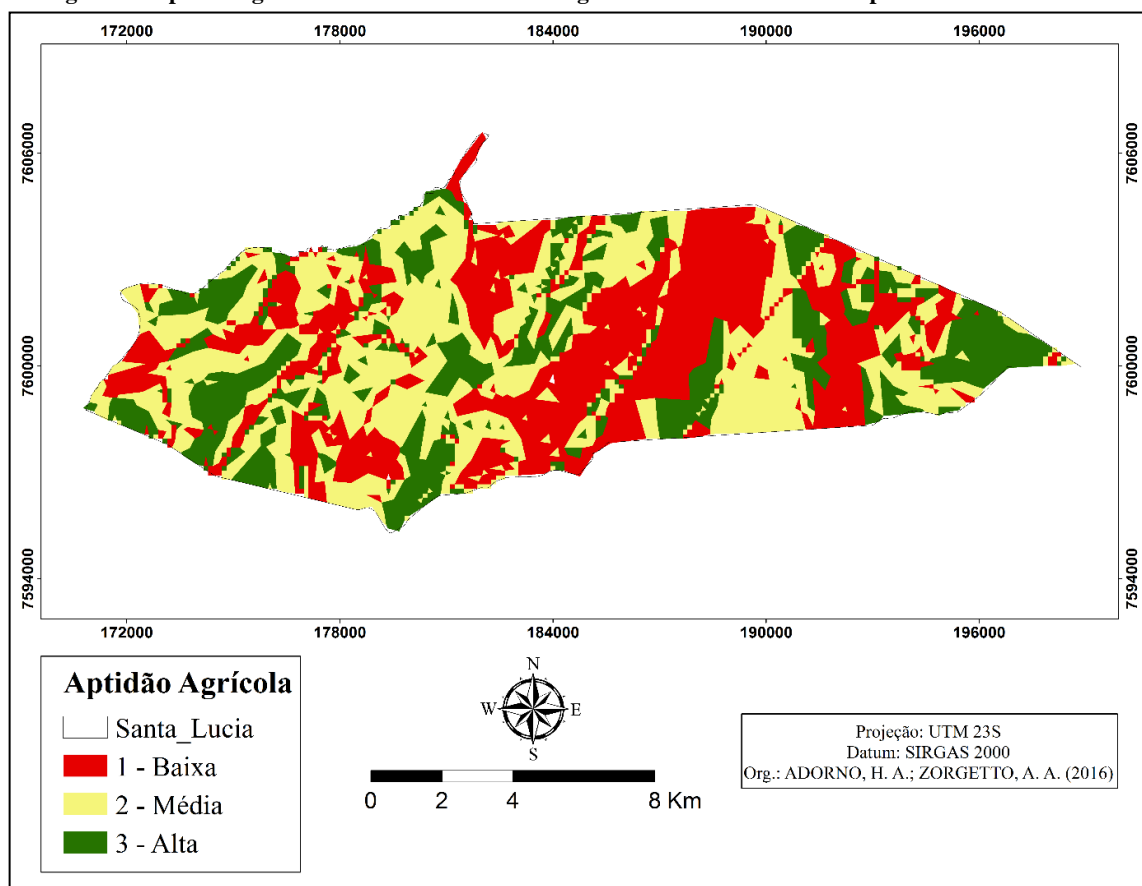 172000 178000 184000 190000 196000
7606000 7606000
7600000 7600000
7594000 7594000
172000 178000 184000 190000 196000
Aptidão Agrícola
Santa_Lucia
1 - Baixa
2 - Média
3 - Alta
N
W E
S
0 2 4 8 Km
Projeção: UTM 23S
Datum: SIRGAS 2000
Org.: ADORNO, H. A.; ZORGETTO, A. A. (2016)